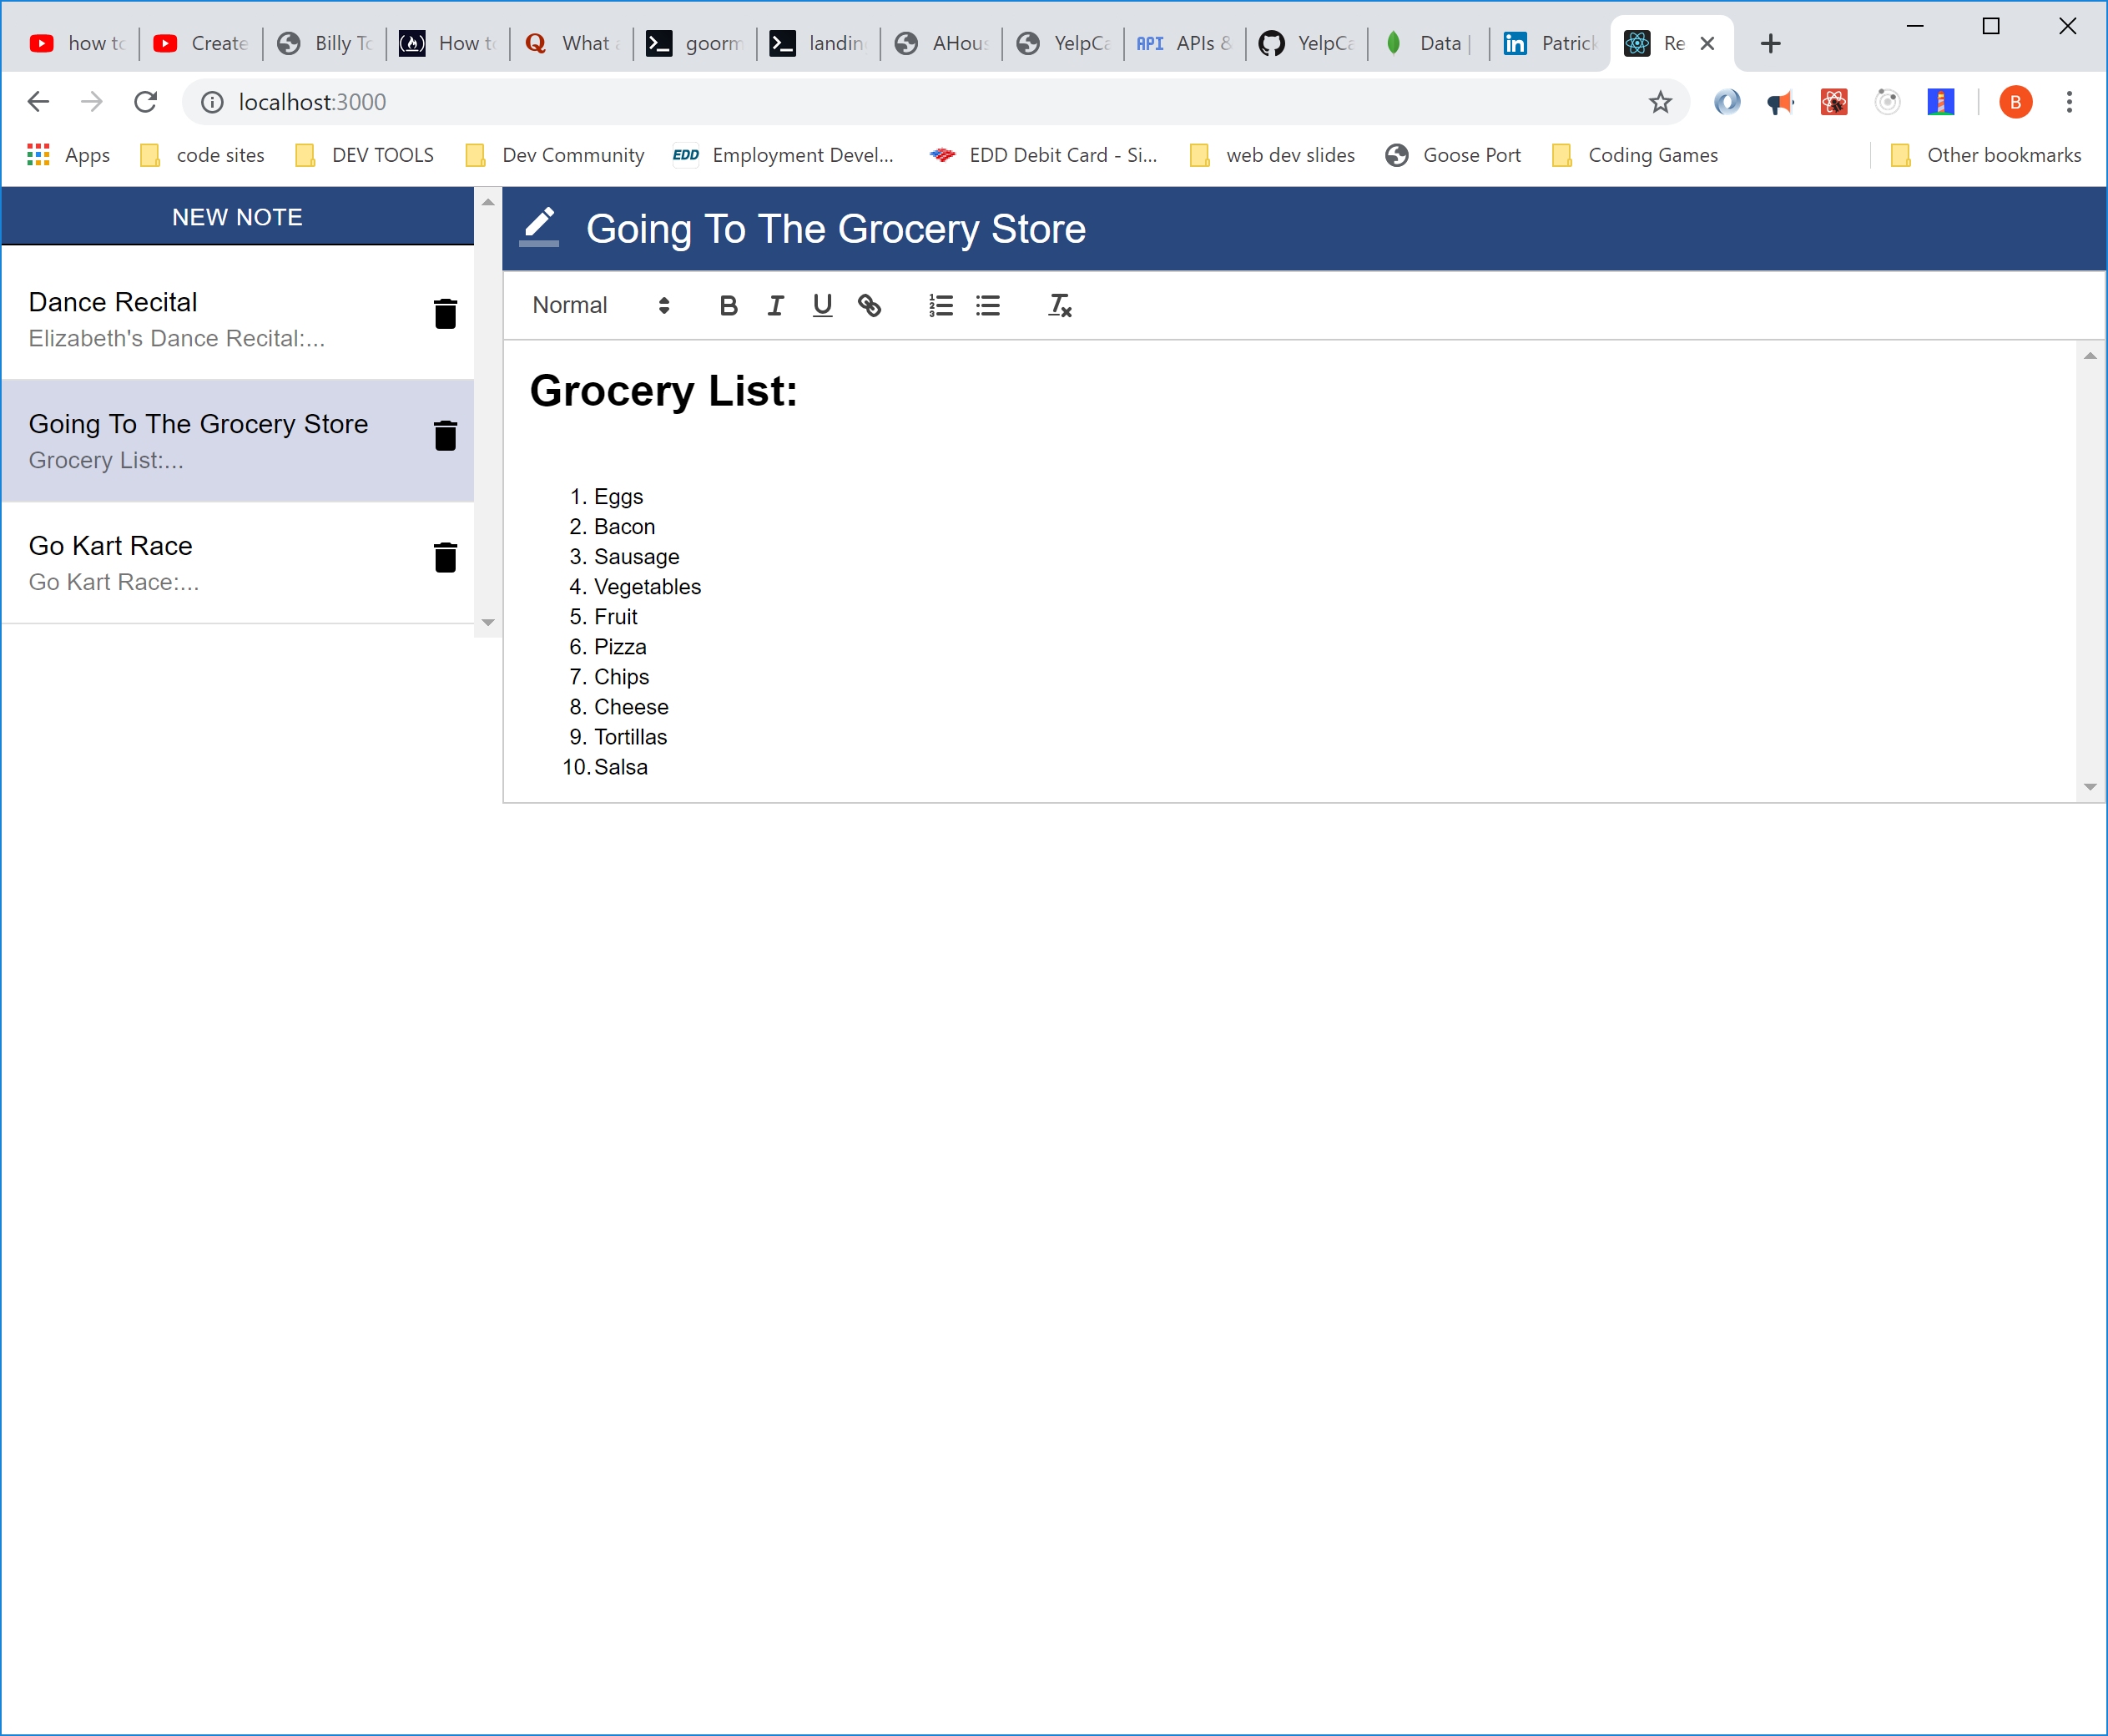 how to
Create
Billy To
How to
What a
goorm
landin
AHous
YelpCa
APIs &
YelpCa
Data |
Patrick
Re
localhost:3000
B
Apps
code sites
DEV TOOLS
Dev Community
EDD Employment Devel...
EDD Debit Card - Si...
web dev slides
Goose Port
Coding Games
Other bookmarks
NEW NOTE
Dance Recital
Elizabeth's Dance Recital:...
Going To The Grocery Store
Grocery List:...
Go Kart Race
Go Kart Race:...
Going To The Grocery Store
Normal
Grocery List:
1. Eggs
2. Bacon
3. Sausage
4. Vegetables
5. Fruit
6. Pizza
7. Chips
8. Cheese
9. Tortillas
10. Salsa